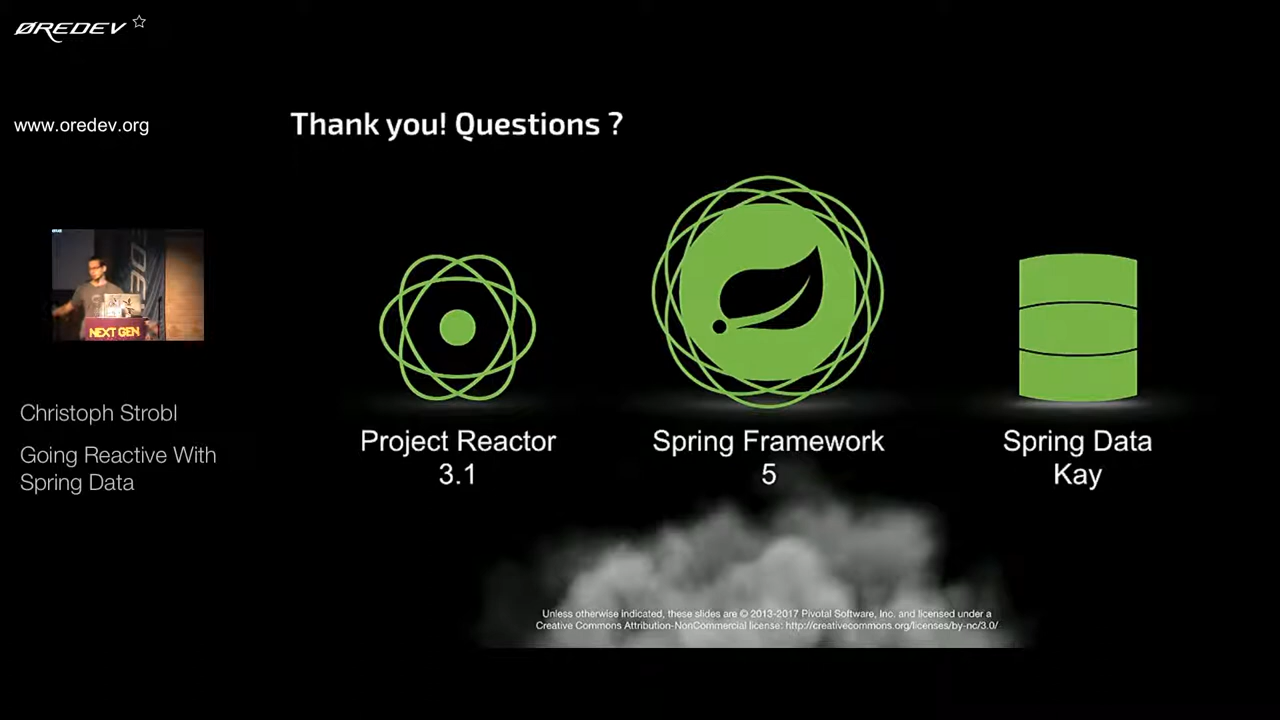 ØREDEV
www.oredev.org
Thank you! Questions ?
NEXT GEN
Christoph Strobl
Going Reactive With
Spring Data
Project Reactor
3.1
Spring Framework
5
Spring Data
Kay
Unless otherwise indicated, these slides are © 2013-2017 Pivotal Software, Inc. and licensed under a
Creative Commons Attribution-NonCommercial license: http://creativecommons.org/licenses/by-nc/3.0/